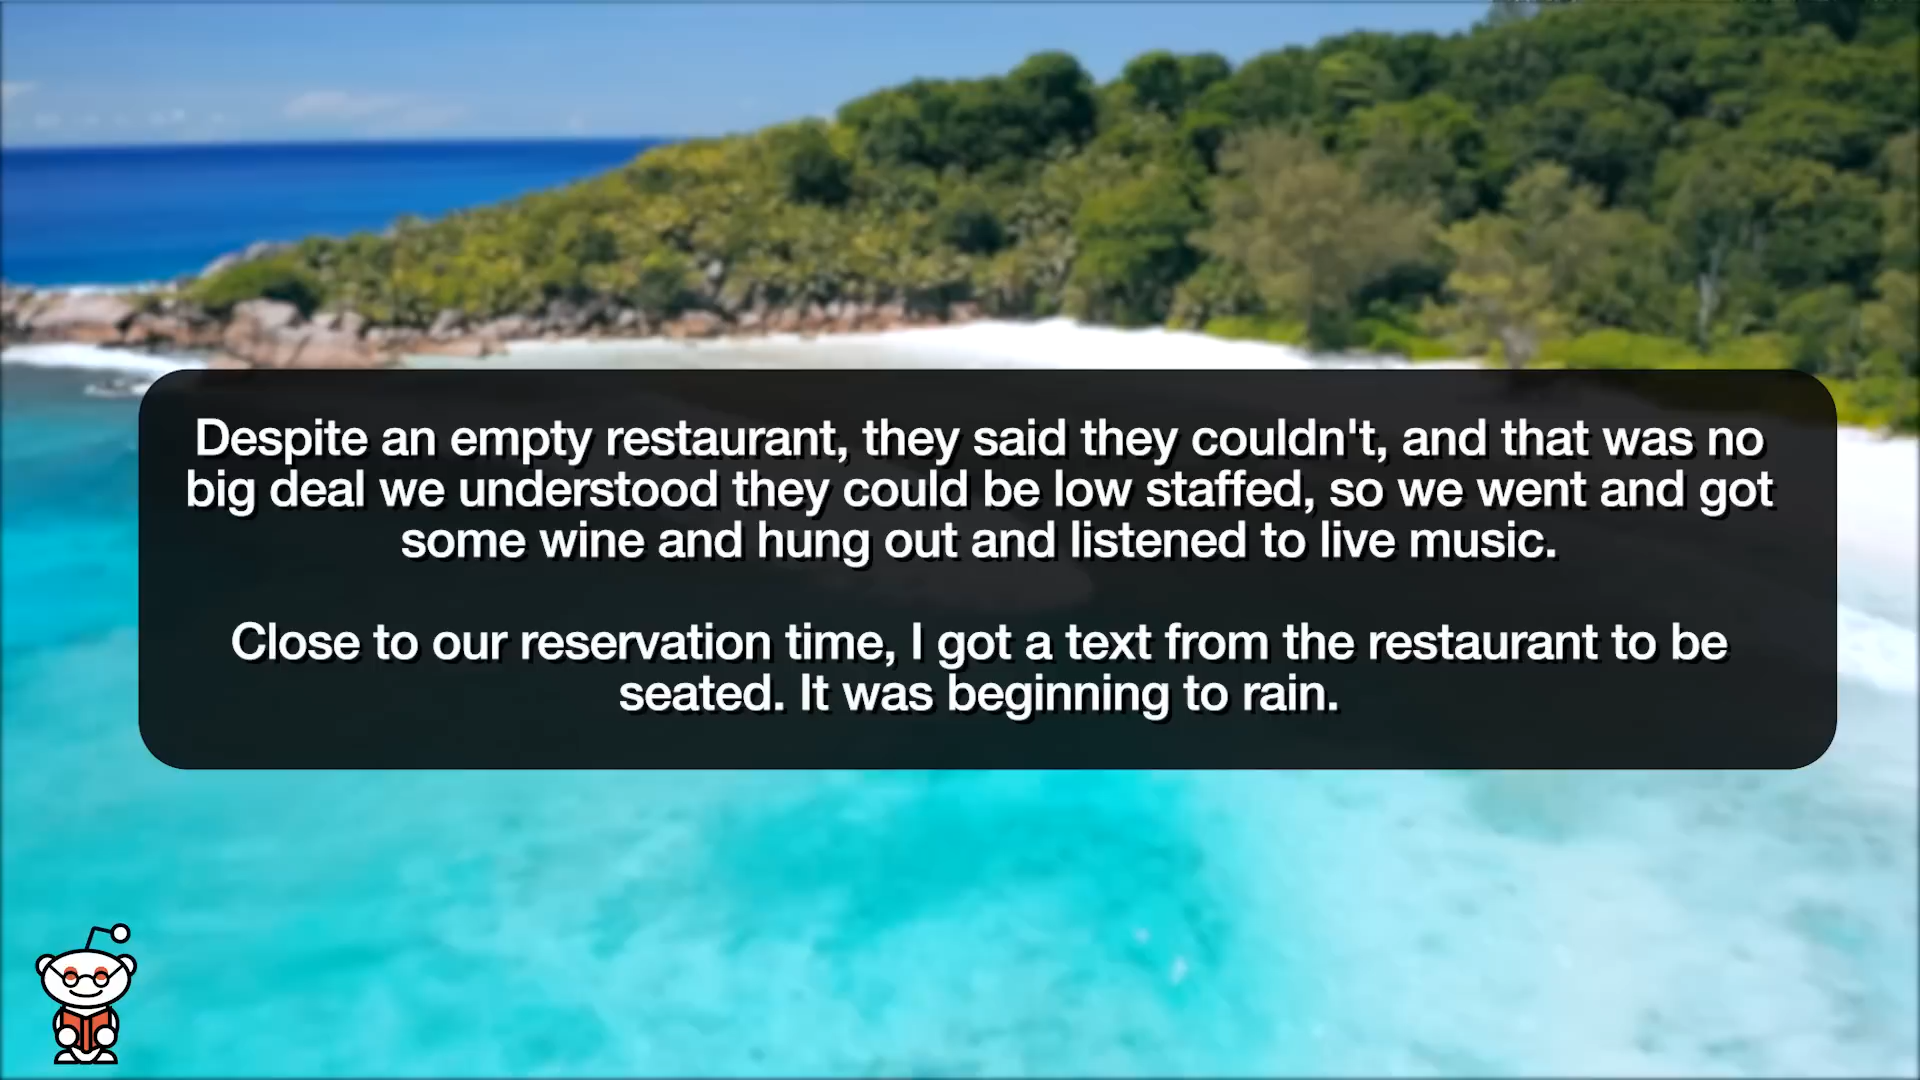 Despite an empty restaurant, they said they couldn't, and that was no
big deal we understood they could be low staffed, so we went and got
some wine and hung out and listened to live music.
Close to our reservation time, I got a text from the restaurant to be
seated. It was beginning to rain.